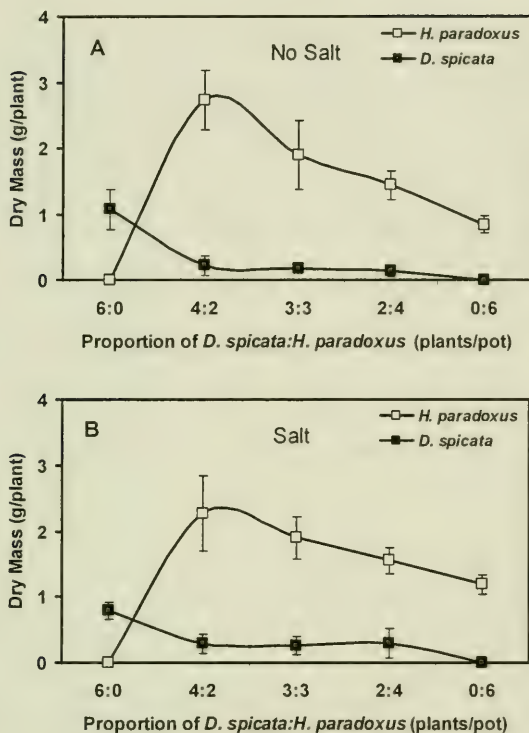 A
No Salt
H. paradoxus
D. spicata
Dry Mass (g/plant)
4
3
2
1
0
6:0 4:2 3:3 2:4 0:6
Proportion of D. spicata:H. paradoxus (plants/pot)
B
Salt
H. paradoxus
D. spicata
Dry Mass (g/plant)
4
3
2
1
0
6:0 4:2 3:3 2:4 0:6
Proportion of D. spicata:H. paradoxus (plants/pot)